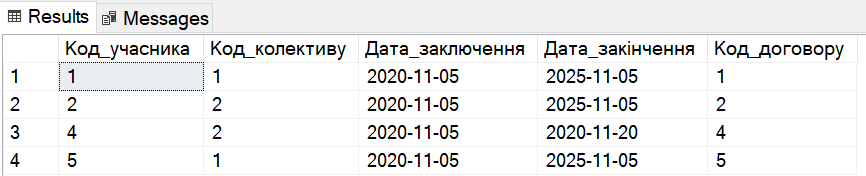 Results Messages
Код_учасника Код_колективу Дата_заключення Дата_закінчення Код_договору
1 1 1 2020-11-05 2025-11-05 1
2 2 2 2020-11-05 2025-11-05 2
3 4 2 2020-11-05 2020-11-20 4
4 5 1 2020-11-05 2025-11-05 5